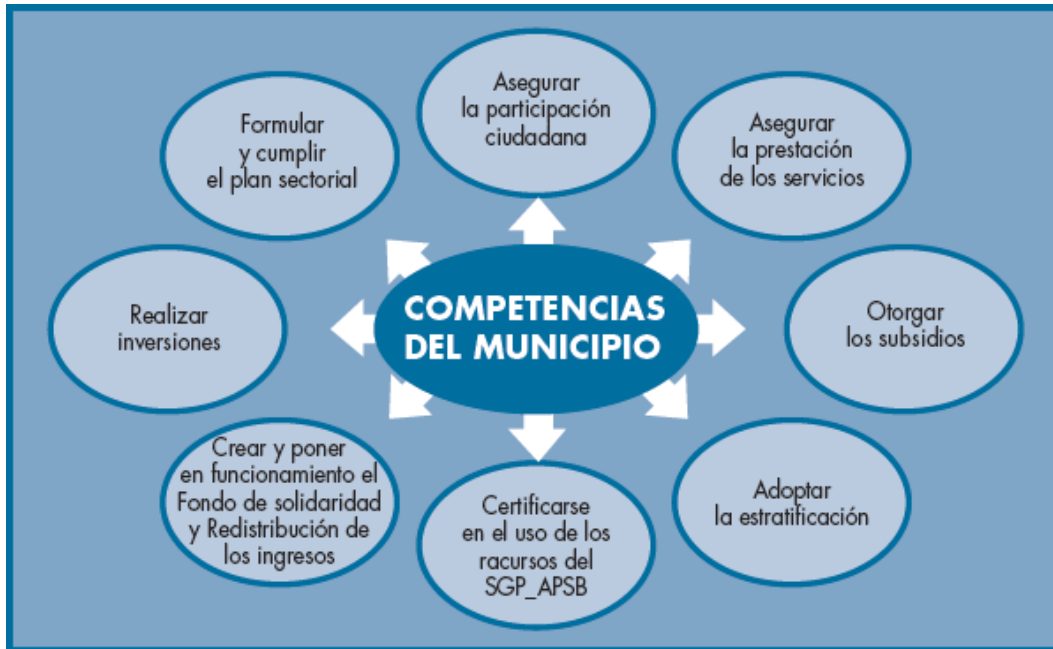 Asegurar
la participación
ciudadana
Formular
y cumplir
el plan sectorial
Asegurar
la prestación
de los servicios
Realizar
inversiones
COMPETENCIAS
DEL MUNICIPIO
Otorgar
los subsidios
Crear y poner
en funcionamiento el
Fondo de solidaridad
y Redistribución de
los ingresos
Certificarse
en el uso de los
racursos del
SGP_APSB
Adoptar
la estratificación